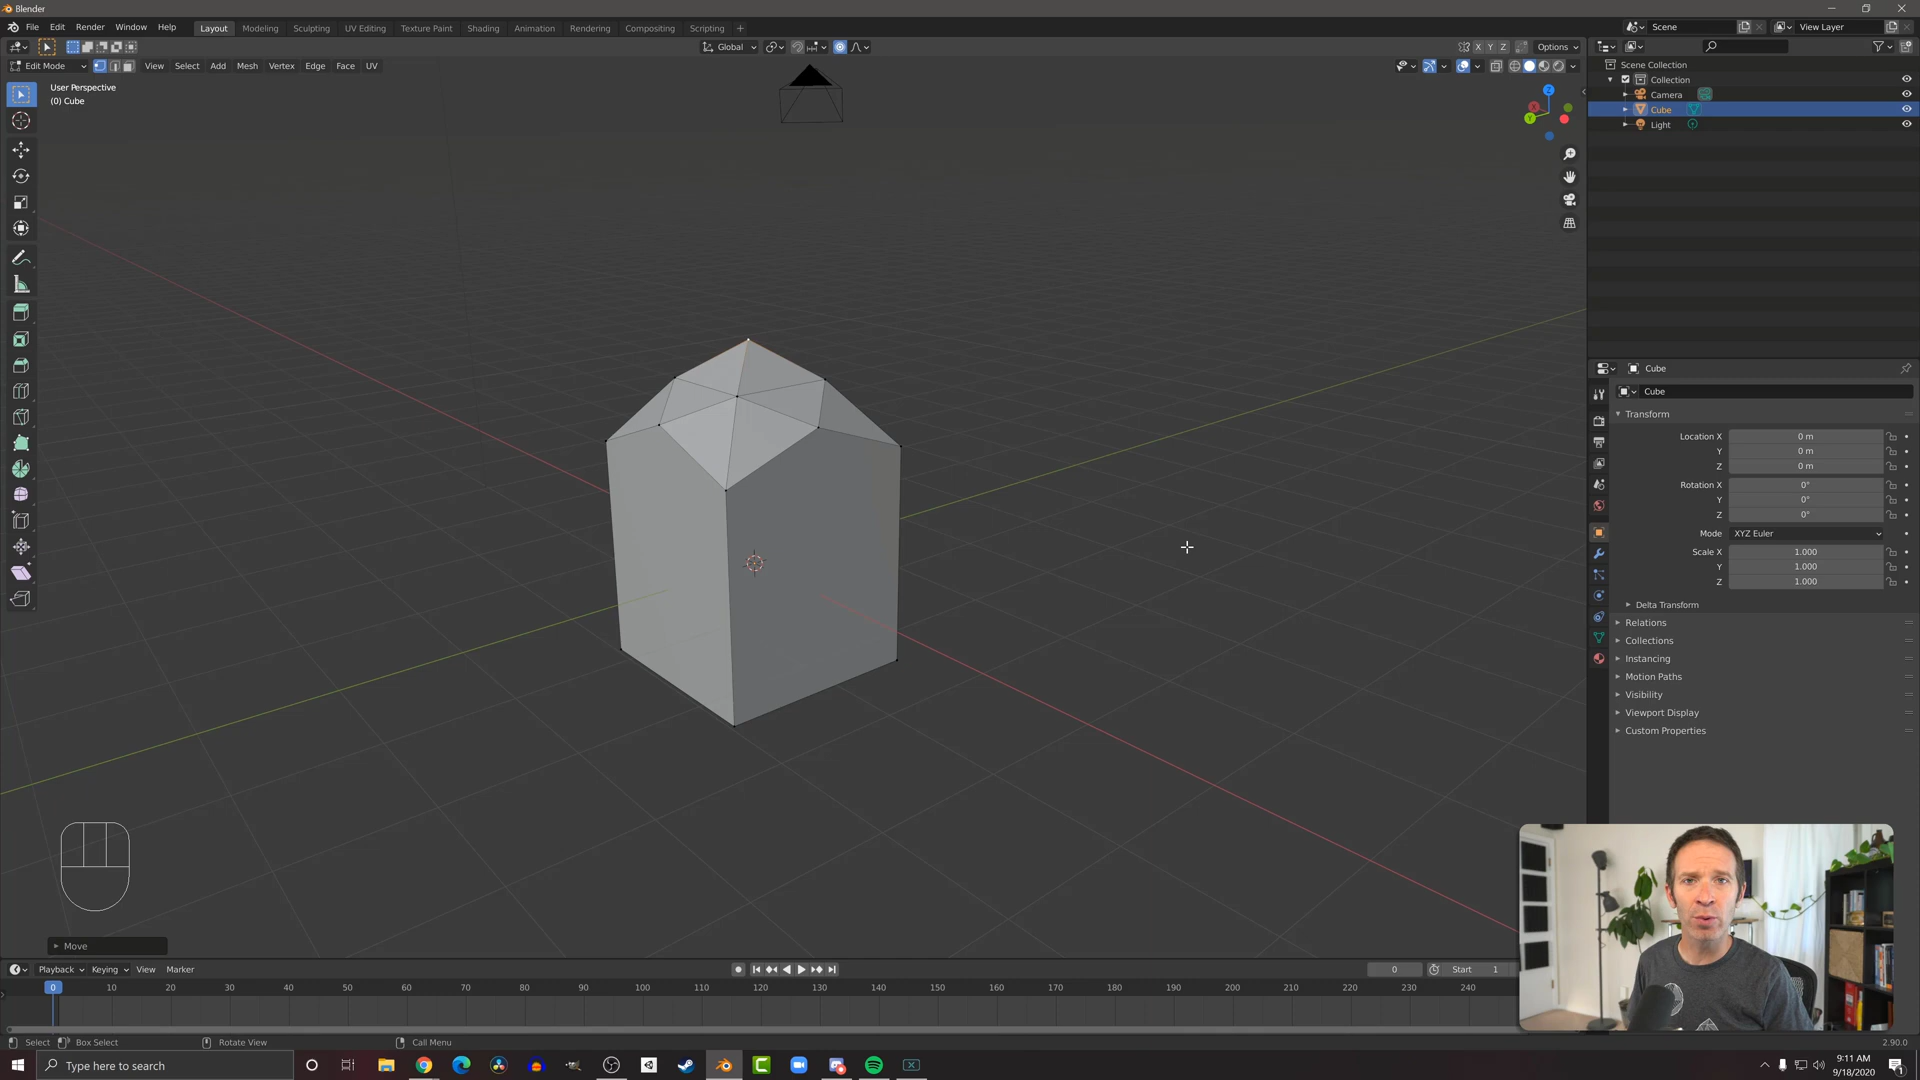 Blender
File Edit Render Window Help
Layout Modeling Sculpting UV Editing Texture Paint Shading Animation Rendering Compositing Scripting +
Scene
View Layer
Global
X Y Z
Options
Edit Mode
View Select Add Mesh Vertex Edge Face UV
User Perspective
(0) Cube
Z
Y
Scene Collection
Collection
Camera
Cube
Light
Cube
Cube
Transform
Location X 0 m
Y 0 m
Z 0 m
Rotation X 0°
Y 0°
Z 0°
Mode XYZ Euler
Scale X 1.000
Y 1.000
Z 1.000
Delta Transform
Relations
Collections
Instancing
Motion Paths
Visibility
Viewport Display
Custom Properties
Move
Playback Keying View Marker
0
Start 1
0 10 20 30 40 50 60 70 80 90 100 110 120 130 140 150 160 170 180 190 200 210 220 230 240
Select Box Select Rotate View Call Menu
2.90.0
Type here to search
9:11 AM
9/18/2020
1